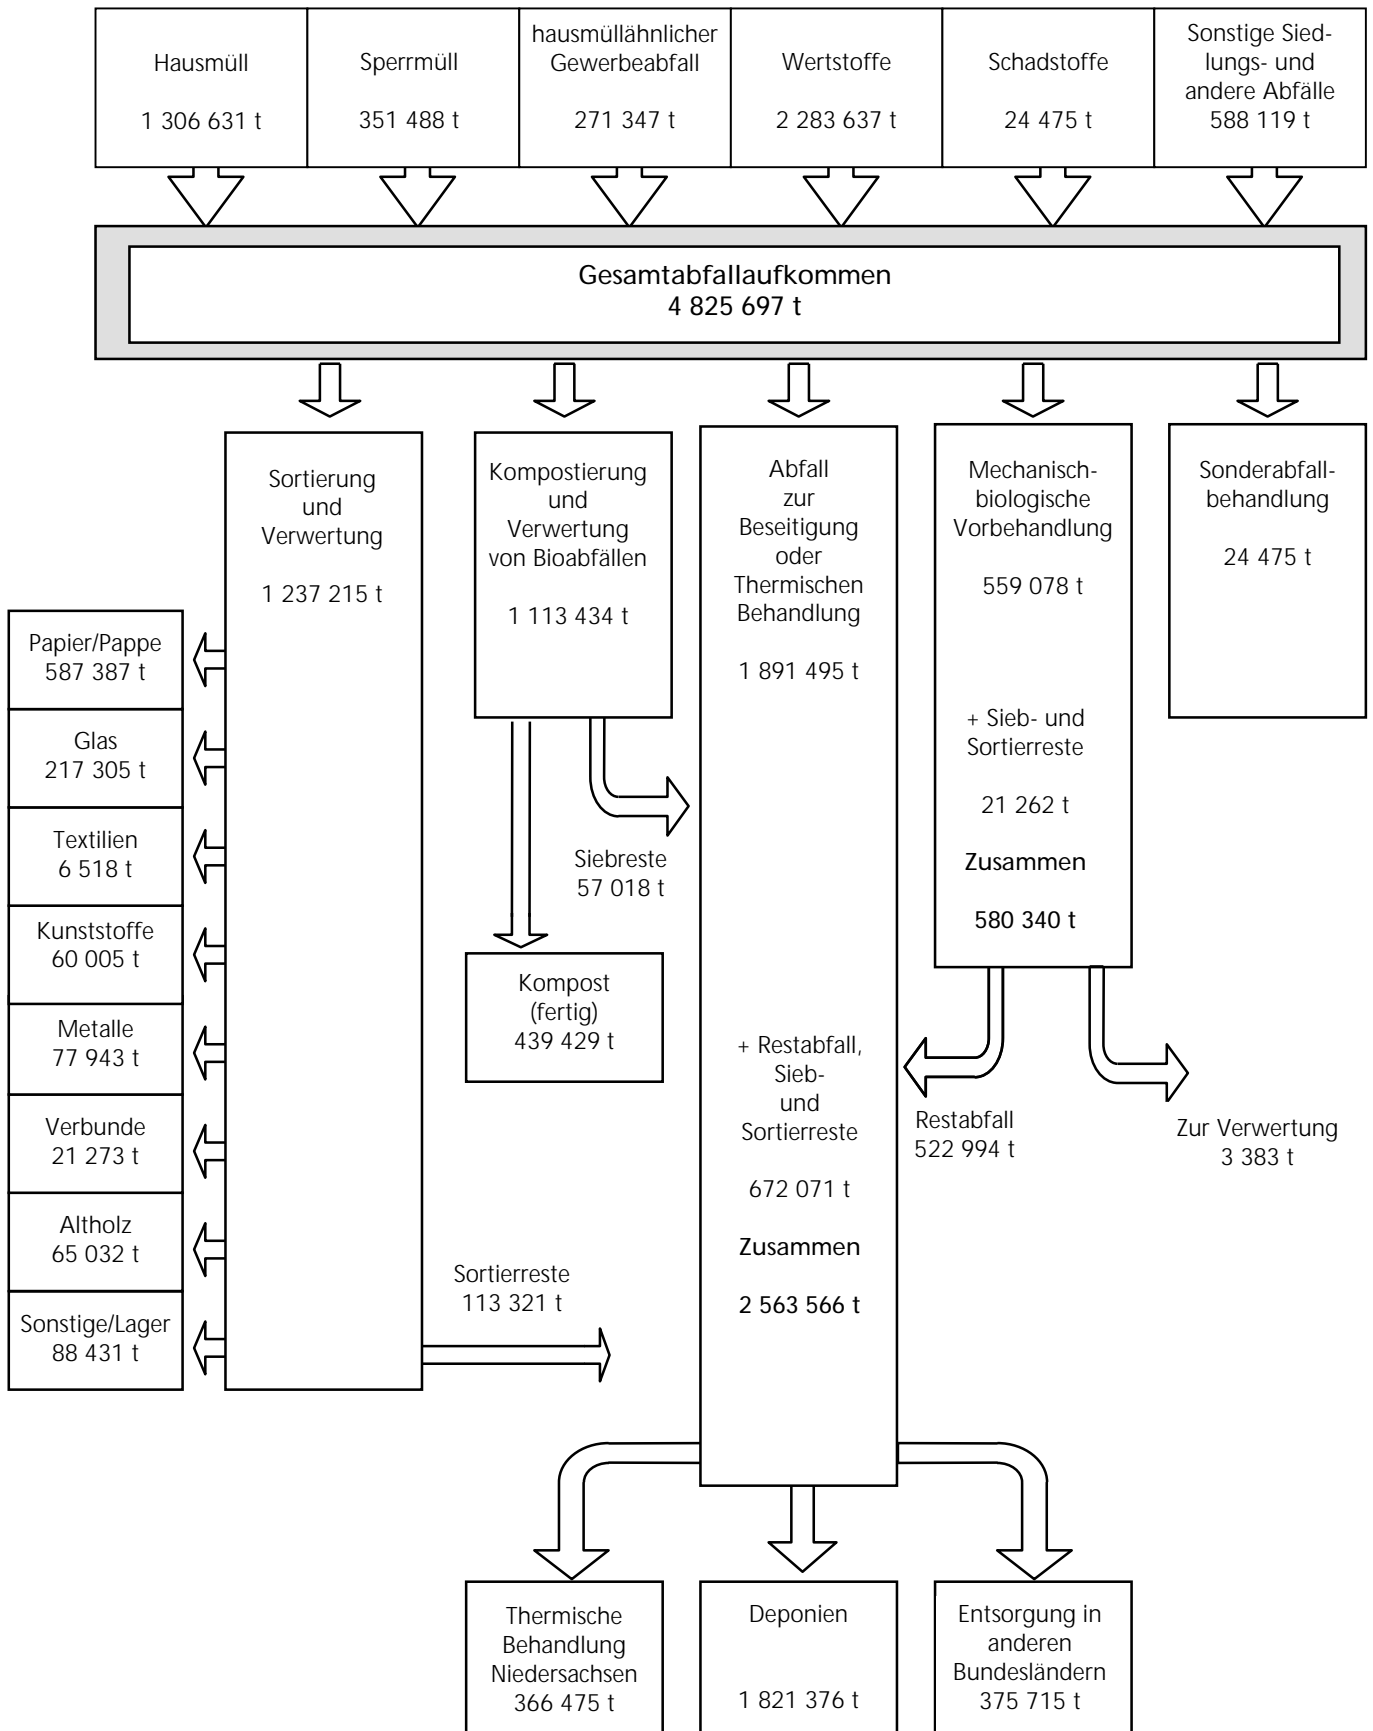 Hausmüll
1 306 631 t
Sperrmüll
351 488 t
hausmüllähnlicher
Gewerbeabfall
271 347 t
Wertstoffe
2 283 637 t
Schadstoffe
24 475 t
Sonstige Sied-
lungs- und
andere Abfälle
588 119 t
Gesamtabfallaufkommen
4 825 697 t
Sortierung
und
Verwertung
1 237 215 t
Kompostierung
und
Verwertung
von Bioabfällen
1 113 434 t
Abfall
zur
Beseitigung
oder
Thermischen
Behandlung
1 891 495 t
Mechanisch-
biologische
Vorbehandlung
559 078 t
+ Sieb- und
Sortierreste
21 262 t
Zusammen
580 340 t
Sonderabfall-
behandlung
24 475 t
Papier/Pappe
587 387 t
Glas
217 305 t
Textilien
6 518 t
Kunststoffe
60 005 t
Metalle
77 943 t
Verbunde
21 273 t
Altholz
65 032 t
Sonstige/Lager
88 431 t
Siebreste
57 018 t
Kompost
(fertig)
439 429 t
+ Restabfall,
Sieb-
und
Sortierreste
672 071 t
Zusammen
2 563 566 t
Restabfall
522 994 t
Zur Verwertung
3 383 t
Sortierreste
113 321 t
Thermische
Behandlung
Niedersachsen
366 475 t
Deponien
1 821 376 t
Entsorgung in
anderen
Bundesländern
375 715 t